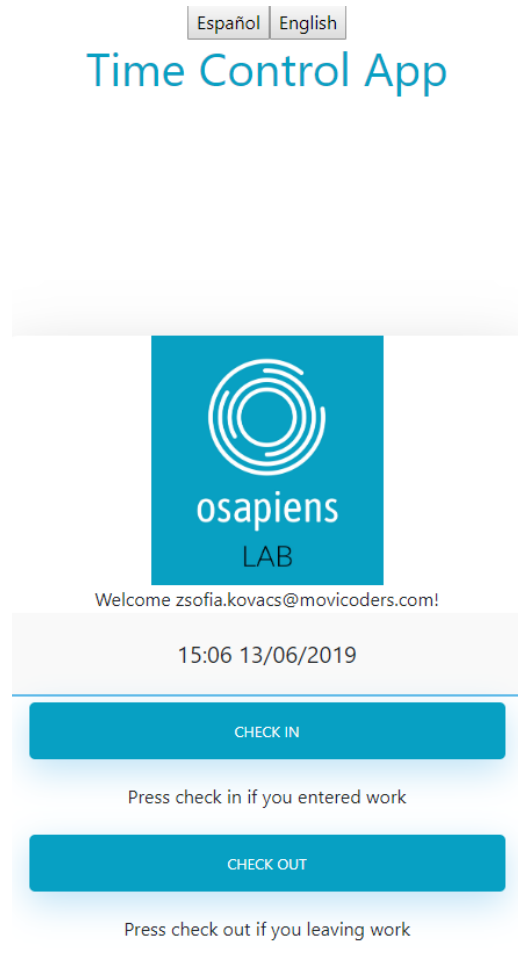 Español English
Time Control App
osapiens
LAB
Welcome zsofia.kovacs@movicoders.com!
15:06 13/06/2019
CHECK IN
Press check in if you entered work
CHECK OUT
Press check out if you leaving work